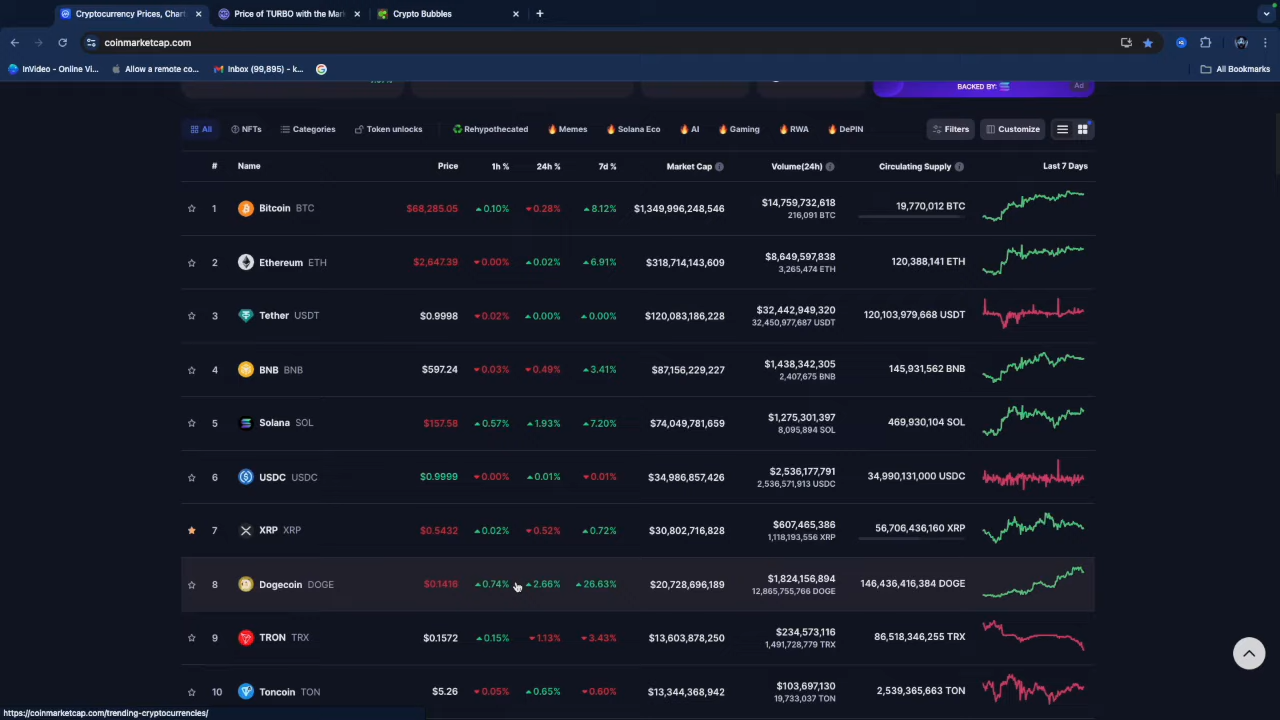 Cryptocurrency Prices, Char Price of TURBO with the Mar Crypto Bubbles
coinmarketcap.com
InVideo - Online Vi... Allow a remote co... Inbox (99,895) – k... All Bookmarks
BACKED BY: Ad
All NFTs Categories Token unlocks Rehypothecated Memes Solana Eco AI Gaming RWA DePIN Filters Customize
# Name Price 1h % 24h % 7d % Market Cap Volume(24h) Circulating Supply Last 7 Days
1 Bitcoin BTC $68,285.05 0.10% 0.28% 8.12% $1,349,996,248,546 $14,759,732,618 19,770,012 BTC
216,091 BTC
2 Ethereum ETH $2,647.39 0.00% 0.02% 6.91% $318,714,143,609 $8,649,597,838 120,388,141 ETH
3,265,474 ETH
3 Tether USDT $0.9998 0.02% 0.00% 0.00% $120,083,186,228 $32,442,949,320 120,103,979,668 USDT
32,450,977,687 USDT
4 BNB BNB $597.24 0.03% 0.49% 3.41% $87,156,229,227 $1,438,342,305 145,931,562 BNB
2,407,675 BNB
5 Solana SOL $157.58 0.57% 1.93% 7.20% $74,049,781,659 $1,275,301,397 469,930,104 SOL
8,095,894 SOL
6 USDC USDC $0.9999 0.00% 0.01% 0.01% $34,986,857,426 $2,536,177,791 34,990,131,000 USDC
2,536,571,913 USDC
7 XRP XRP $0.5432 0.02% 0.52% 0.72% $30,802,716,828 $607,465,386 56,706,436,160 XRP
1,118,193,556 XRP
8 Dogecoin DOGE $0.1416 0.74% 2.66% 26.63% $20,728,696,189 $1,824,156,894 146,436,416,384 DOGE
12,865,755,766 DOGE
9 TRON TRX $0.1572 0.15% 1.13% 3.43% $13,603,878,250 $234,573,116 86,518,346,255 TRX
1,491,728,779 TRX
10 Toncoin TON $5.26 0.05% 0.65% 0.60% $13,344,368,942 $103,697,130 2,539,365,663 TON
19,733,037 TON
https://coinmarketcap.com/trending-cryptocurrencies/